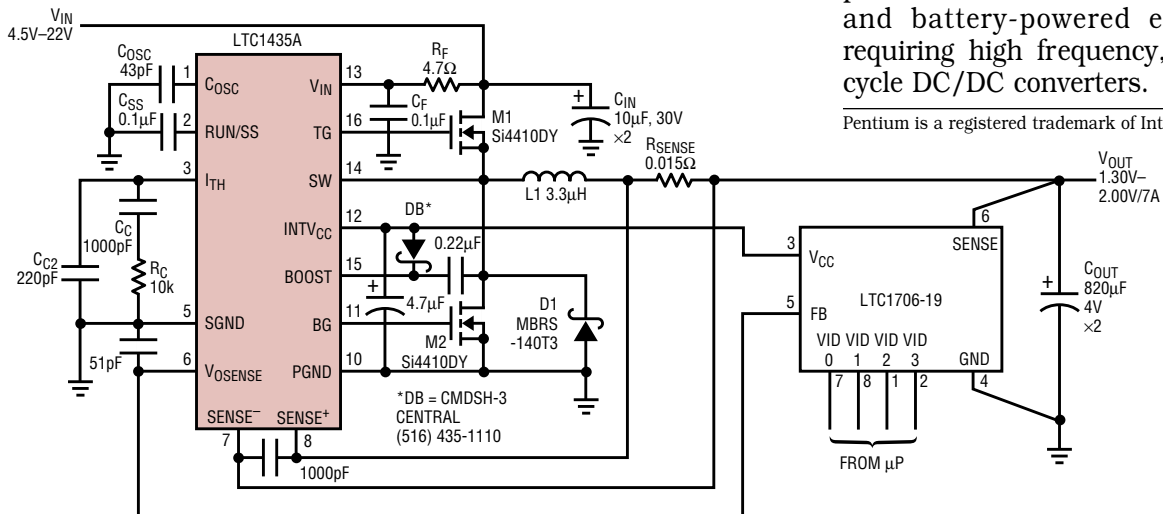 VIN
4.5V–22V
p
and battery-powered e
requiring high frequency,
cycle DC/DC converters.
Pentium is a registered trademark of Int
LTC1435A
COSC
43pF
1
COSC
CSS
0.1µF
2
RUN/SS
3
ITH
CC
1000pF
CC2
220pF
RC
10k
5
SGND
51pF
6
VOSENSE
SENSE–
7
SENSE+
8
1000pF
VIN
13
RF
4.7Ω
CF
0.1µF
TG
16
M1
Si4410DY
+
CIN
10µF, 30V
×2
SW
14
L1 3.3µH
RSENSE
0.015Ω
VOUT
1.30V–
2.00V/7A
INTVCC
12
DB*
0.22µF
BOOST
15
+
4.7µF
BG
11
M2
Si4410DY
D1
MBRS
-140T3
PGND
10
*DB = CMDSH-3
CENTRAL
(516) 435-1110
6
SENSE
3
VCC
LTC1706-19
5
FB
VID VID VID VID
0 1 2 3
7 8 1 2
GND
4
FROM µP
+
COUT
820µF
4V
×2